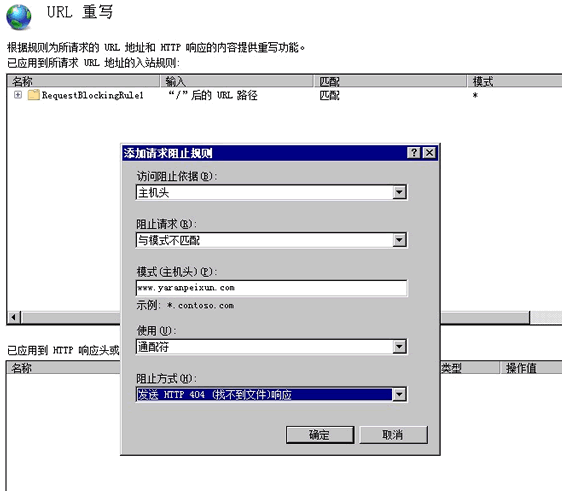 URL 重写
根据规则为所请求的 URL 地址和 HTTP 响应的内容提供重写功能。
已应用到所请求 URL 地址的入站规则:
名称 输入 匹配 模式
RequestBlockingRule1 “/”后的 URL 路径 匹配 *
添加请求阻止规则
访问阻止依据(B):
主机头
阻止请求(R):
与模式不匹配
模式(主机头)(P):
www.yaranpeixun.com
示例: *.contoso.com
使用(U):
通配符
已应用到 HTTP 响应头或
名称 类型 操作值
阻止方式(H):
发送 HTTP 404 (找不到文件)响应
确定 取消